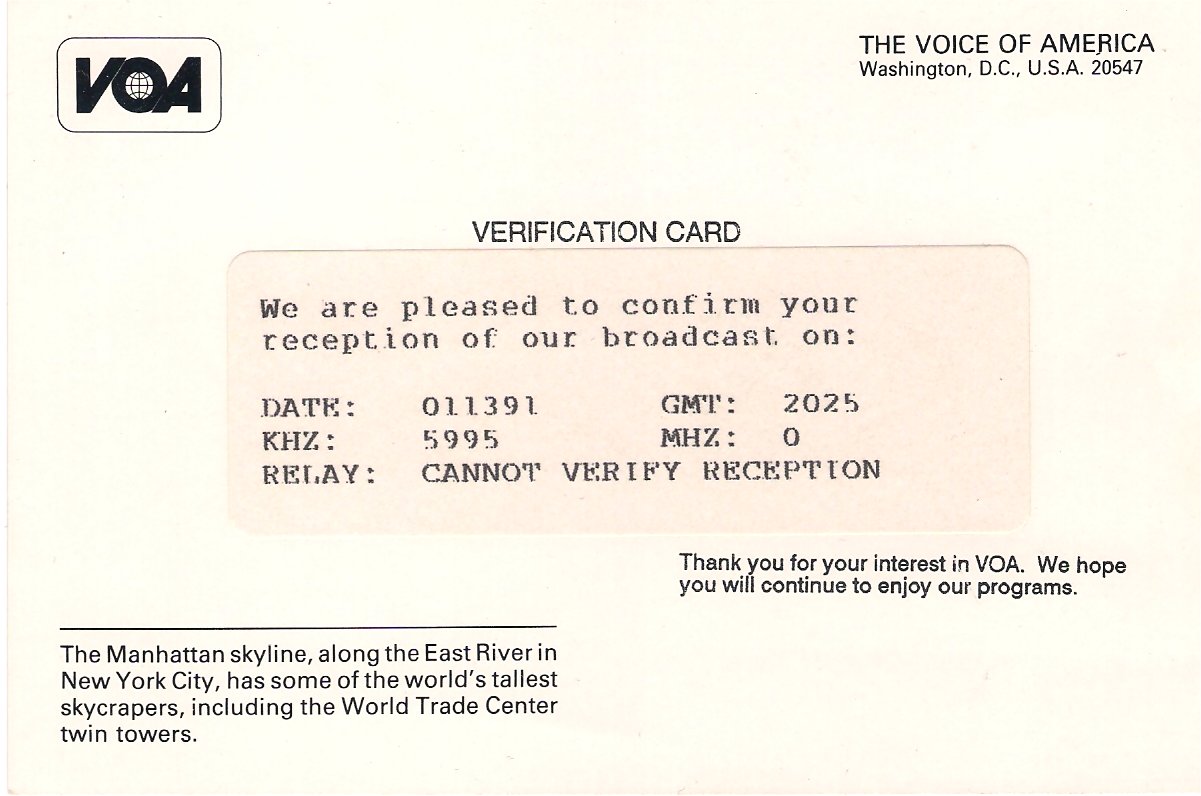 VOA
THE VOICE OF AMERICA
Washington, D.C., U.S.A. 20547
VERIFICATION CARD
We are pleased to confirm your
reception of our broadcast on:
DATE: 011391 GMT: 2025
KHZ: 5995 MHZ: 0
RELAY: CANNOT VERIFY RECEPTION
Thank you for your interest in VOA. We hope
you will continue to enjoy our programs.
The Manhattan skyline, along the East River in
New York City, has some of the world's tallest
skycrapers, including the World Trade Center
twin towers.